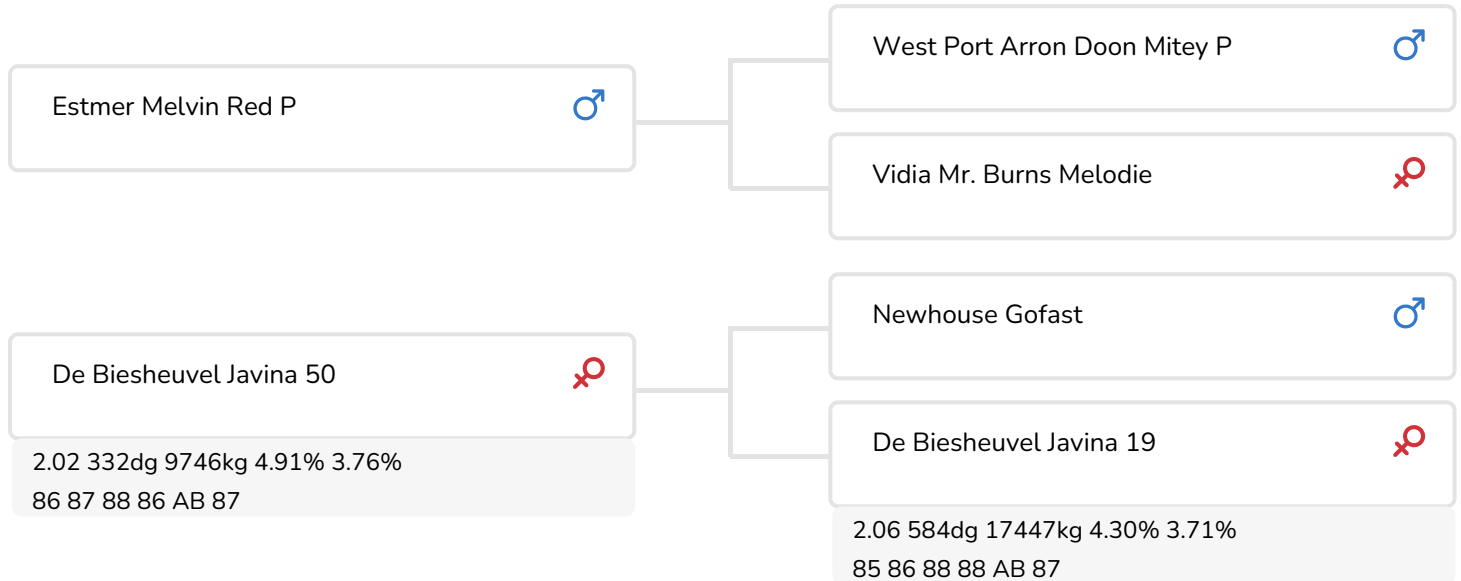 West Port Arron Doon Mitey P
Estmer Melvin Red P
Vidia Mr. Burns Melodie
Newhouse Gofast
De Biesheuvel Javina 50
2.02 332dg 9746kg 4.91% 3.76%
86 87 88 86 AB 87
De Biesheuvel Javina 19
2.06 584dg 17447kg 4.30% 3.71%
85 86 88 88 AB 87